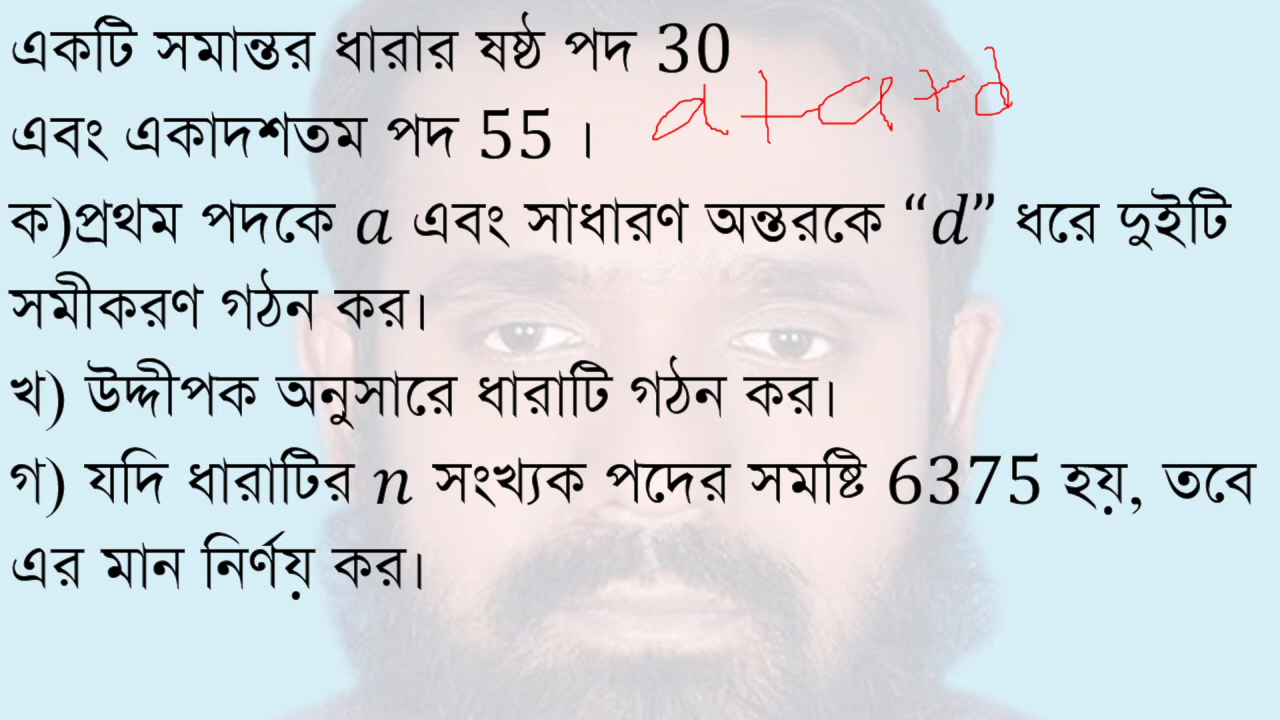 একটি সমান্তর ধারার ষষ্ঠ পদ 30
a+a+d
এবং একাদশতম পদ 55 ।
ক)প্রথম পদকে a এবং সাধারণ অন্তরকে “d” ধরে দুইটি
সমীকরণ গঠন কর।
খ) উদ্দীপক অনুসারে ধারাটি গঠন কর।
গ) যদি ধারাটির n সংখ্যক পদের সমষ্টি 6375 হয়, তবে
এর মান নির্ণয় কর।